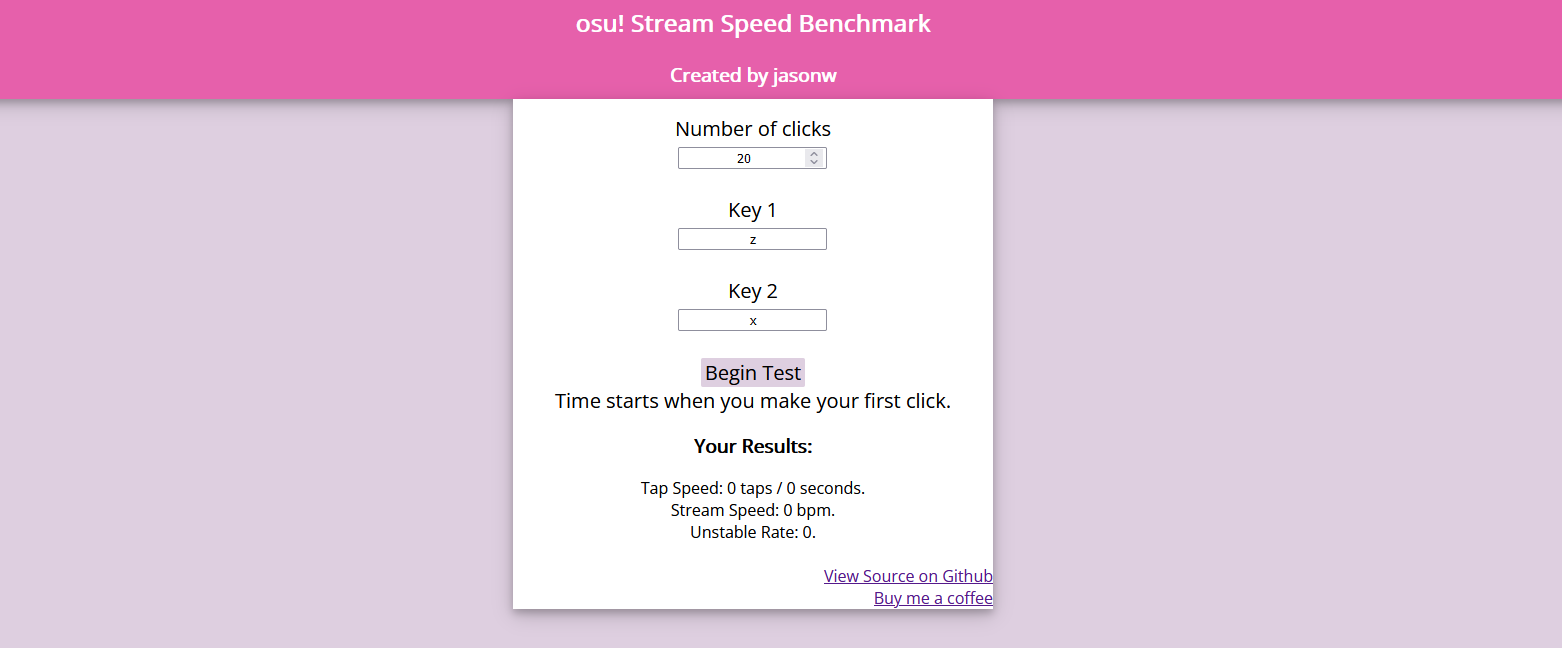 osu! Stream Speed Benchmark
Created by jasonw
Number of clicks
20
Key 1
z
Key 2
x
Begin Test
Time starts when you make your first click.
Your Results:
Tap Speed: 0 taps / 0 seconds.
Stream Speed: 0 bpm.
Unstable Rate: 0.
View Source on Github
Buy me a coffee